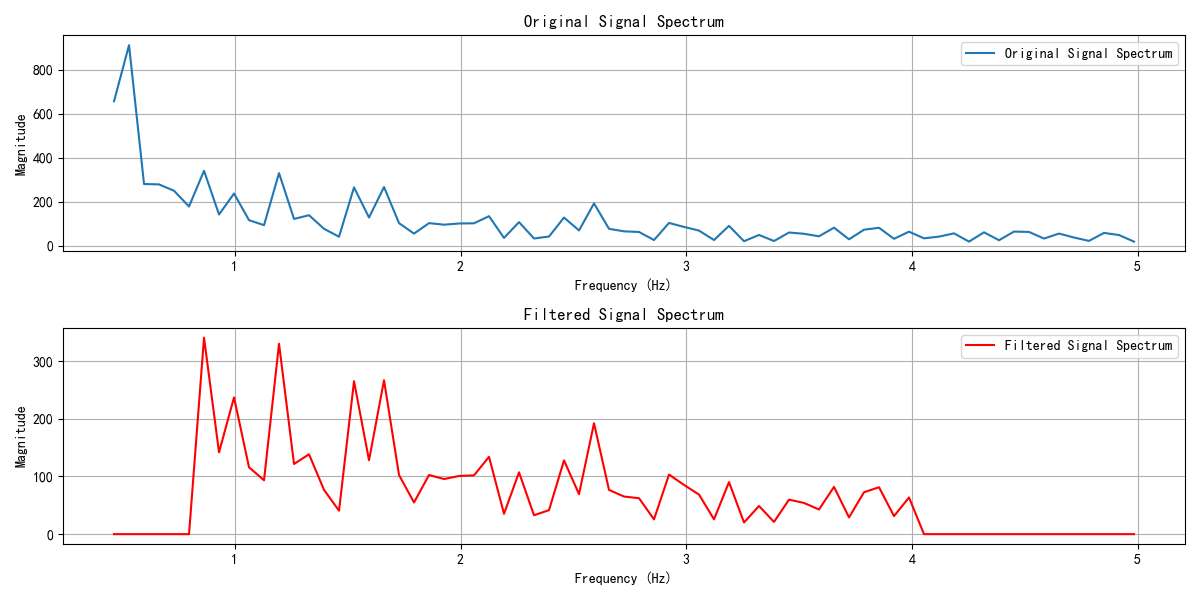 Original Signal Spectrum
Original Signal Spectrum
Magnitude
800
600
400
200
0
1 2 3 4 5
Frequency (Hz)
Filtered Signal Spectrum
Filtered Signal Spectrum
Magnitude
300
200
100
0
1 2 3 4 5
Frequency (Hz)